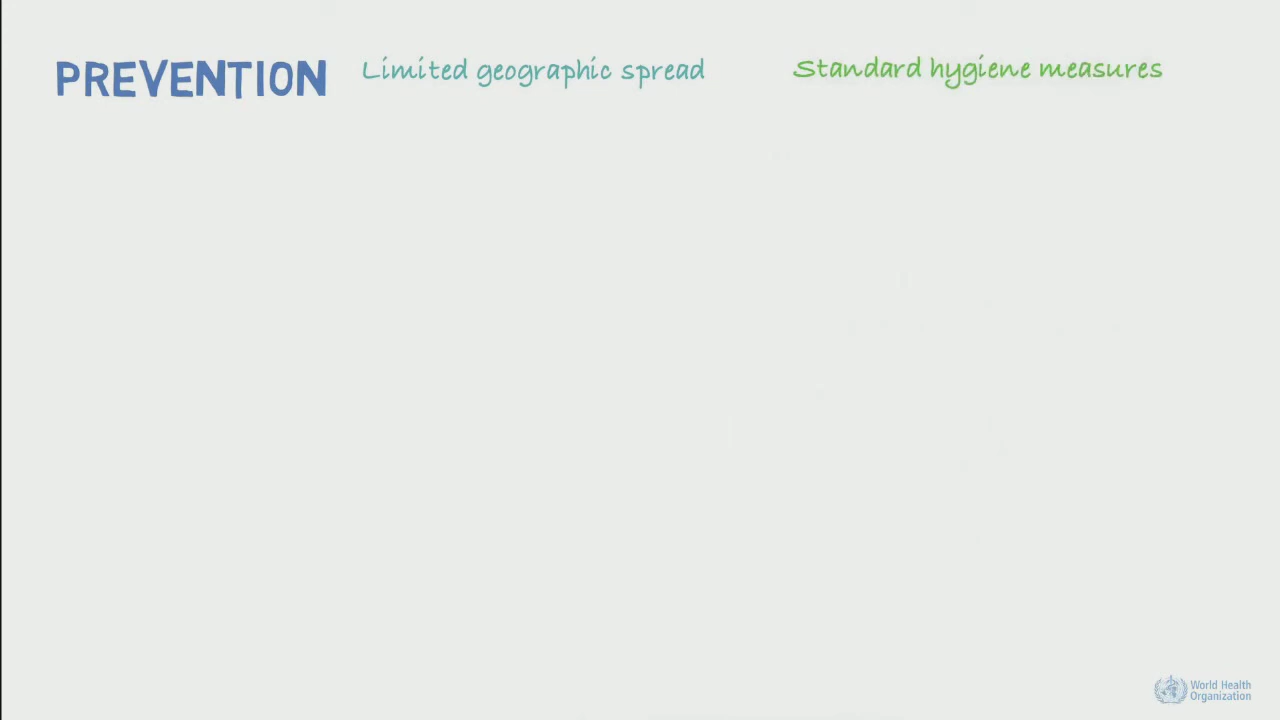 PREVENTION
Limited geographic spread
Standard hygiene measures
World Health
Organization